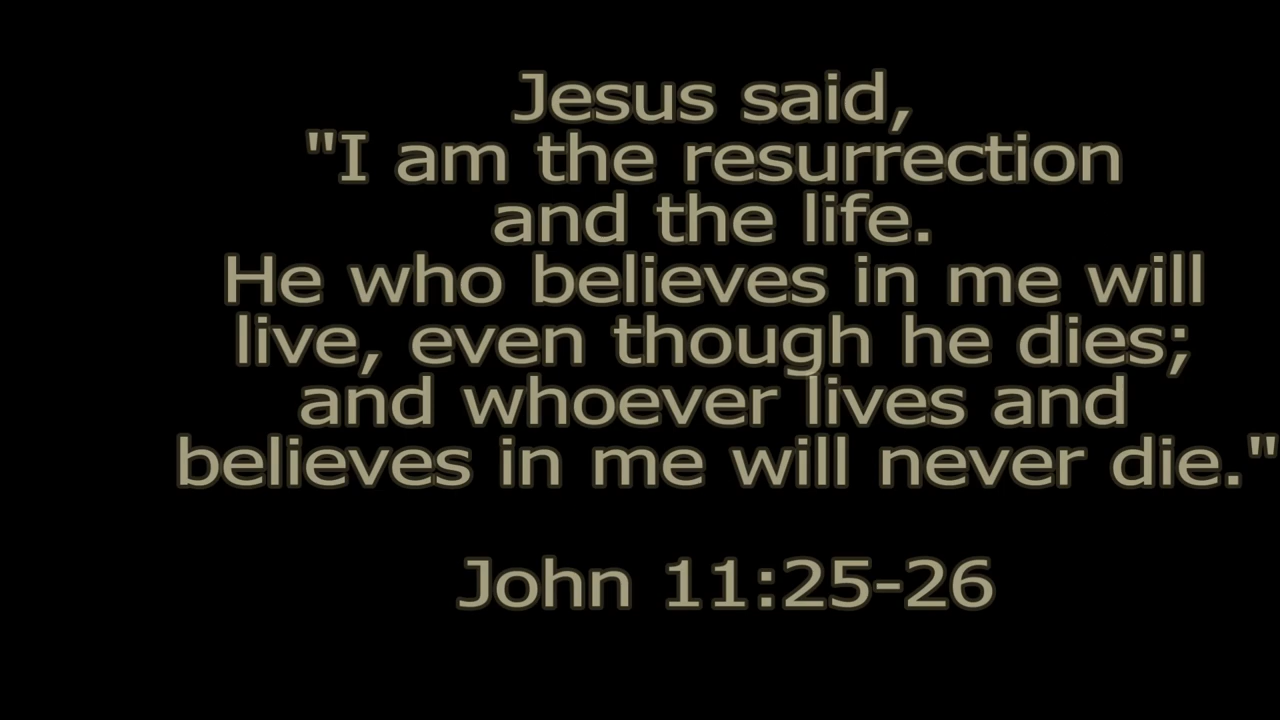 Jesus said,
"I am the resurrection
and the life.
He who believes in me will
live, even though he dies;
and whoever lives and
believes in me will never die."
John 11:25-26